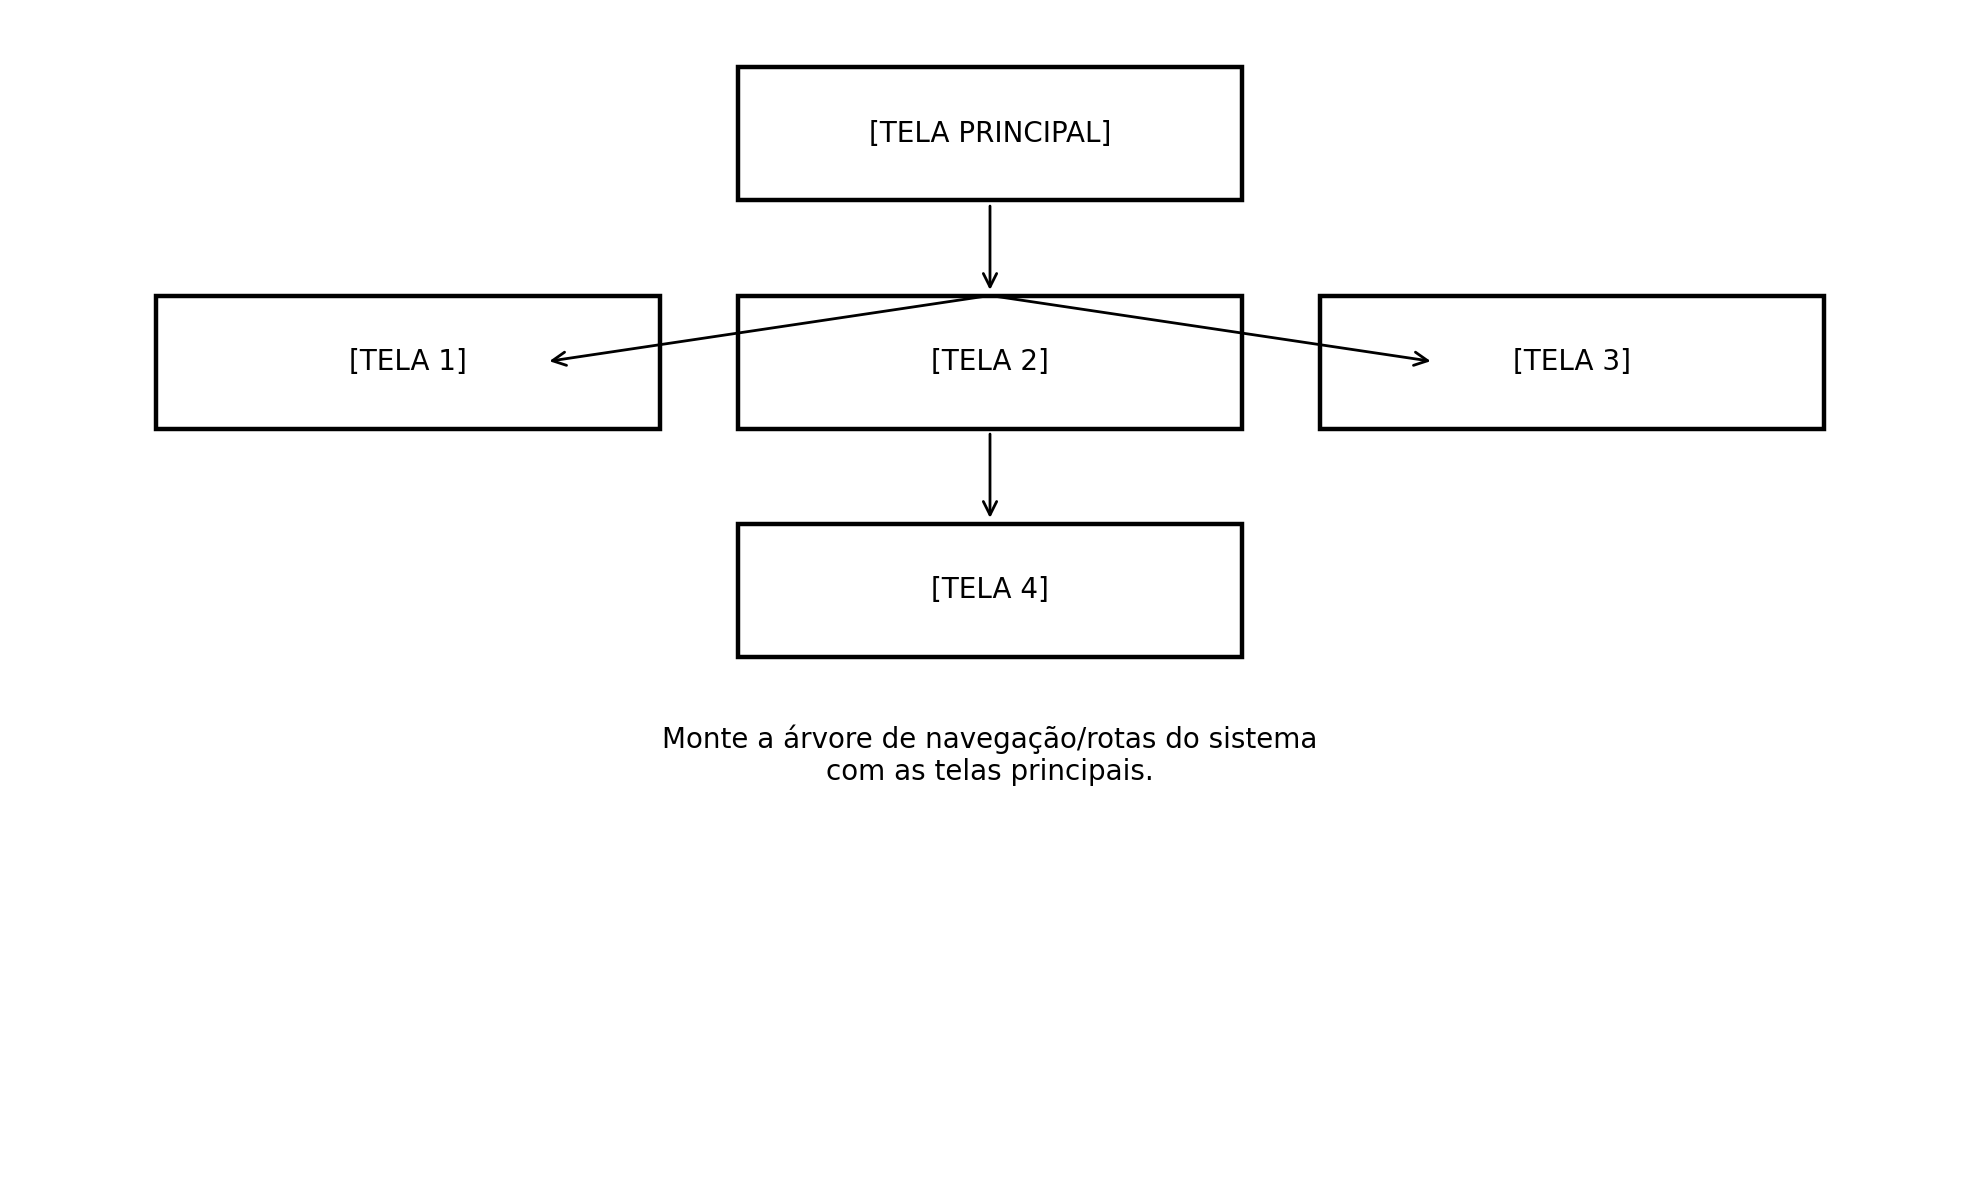 [TELA PRINCIPAL]
[TELA 1]
[TELA 2]
[TELA 3]
[TELA 4]
Monte a árvore de navegação/rotas do sistema
com as telas principais.